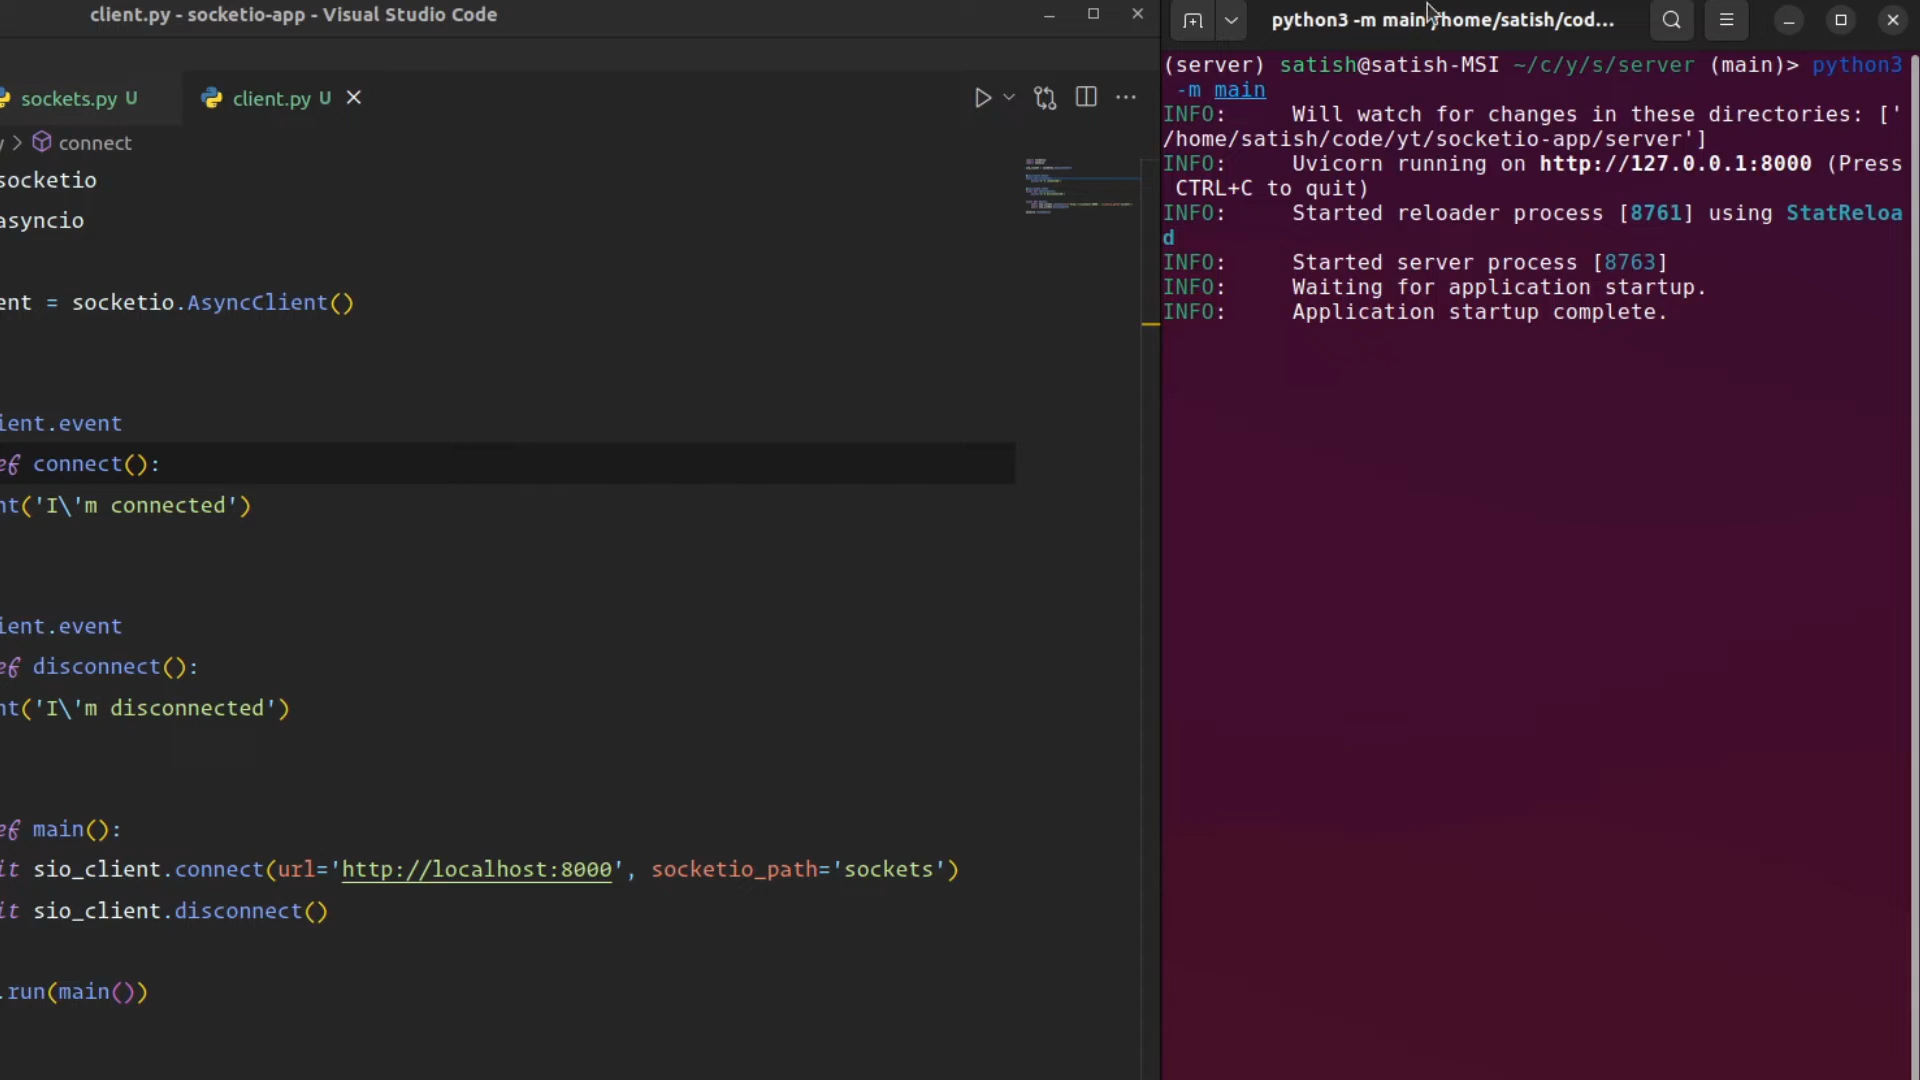 client.py - socketio-app - Visual Studio Code
sockets.py U
client.py U
y > connect
socketio
asyncio
ent = socketio.AsyncClient()
ient.event
ef connect():
nt('I\'m connected')
ient.event
ef disconnect():
nt('I\'m disconnected')
ef main():
it sio_client.connect(url='http://localhost:8000', socketio_path='sockets')
it sio_client.disconnect()
.run(main())
python3 -m main /home/satish/cod...
(server) satish@satish-MSI ~/c/y/s/server (main)> python3
-m main
INFO: Will watch for changes in these directories: ['
/home/satish/code/yt/socketio-app/server']
INFO: Uvicorn running on http://127.0.0.1:8000 (Press
CTRL+C to quit)
INFO: Started reloader process [8761] using StatReloa
d
INFO: Started server process [8763]
INFO: Waiting for application startup.
INFO: Application startup complete.